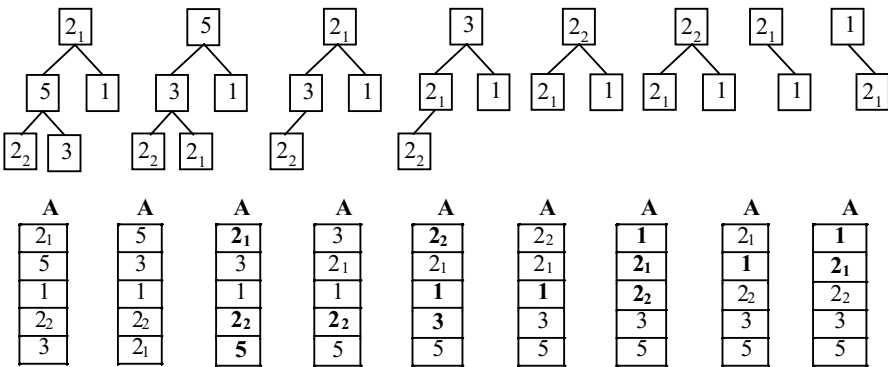 2₁ 5 2₁ 3 2₂ 2₂ 2₁ 1
5 1 3 1 3 1 2₁ 1 2₁ 1 2₁ 1 1 2₁
2₂ 3 2₂ 2₁ 2₂ 2₂
A A A A A A A A A
2₁ 5 2₁ 3 2₂ 2₂ 1 2₁ 1
5 3 3 2₁ 2₁ 2₁ 2₁ 1 2₁
1 1 1 1 1 1 2₂ 2₂ 2₂
2₂ 2₂ 2₂ 2₂ 3 3 3 3 3
3 2₁ 5 5 5 5 5 5 5